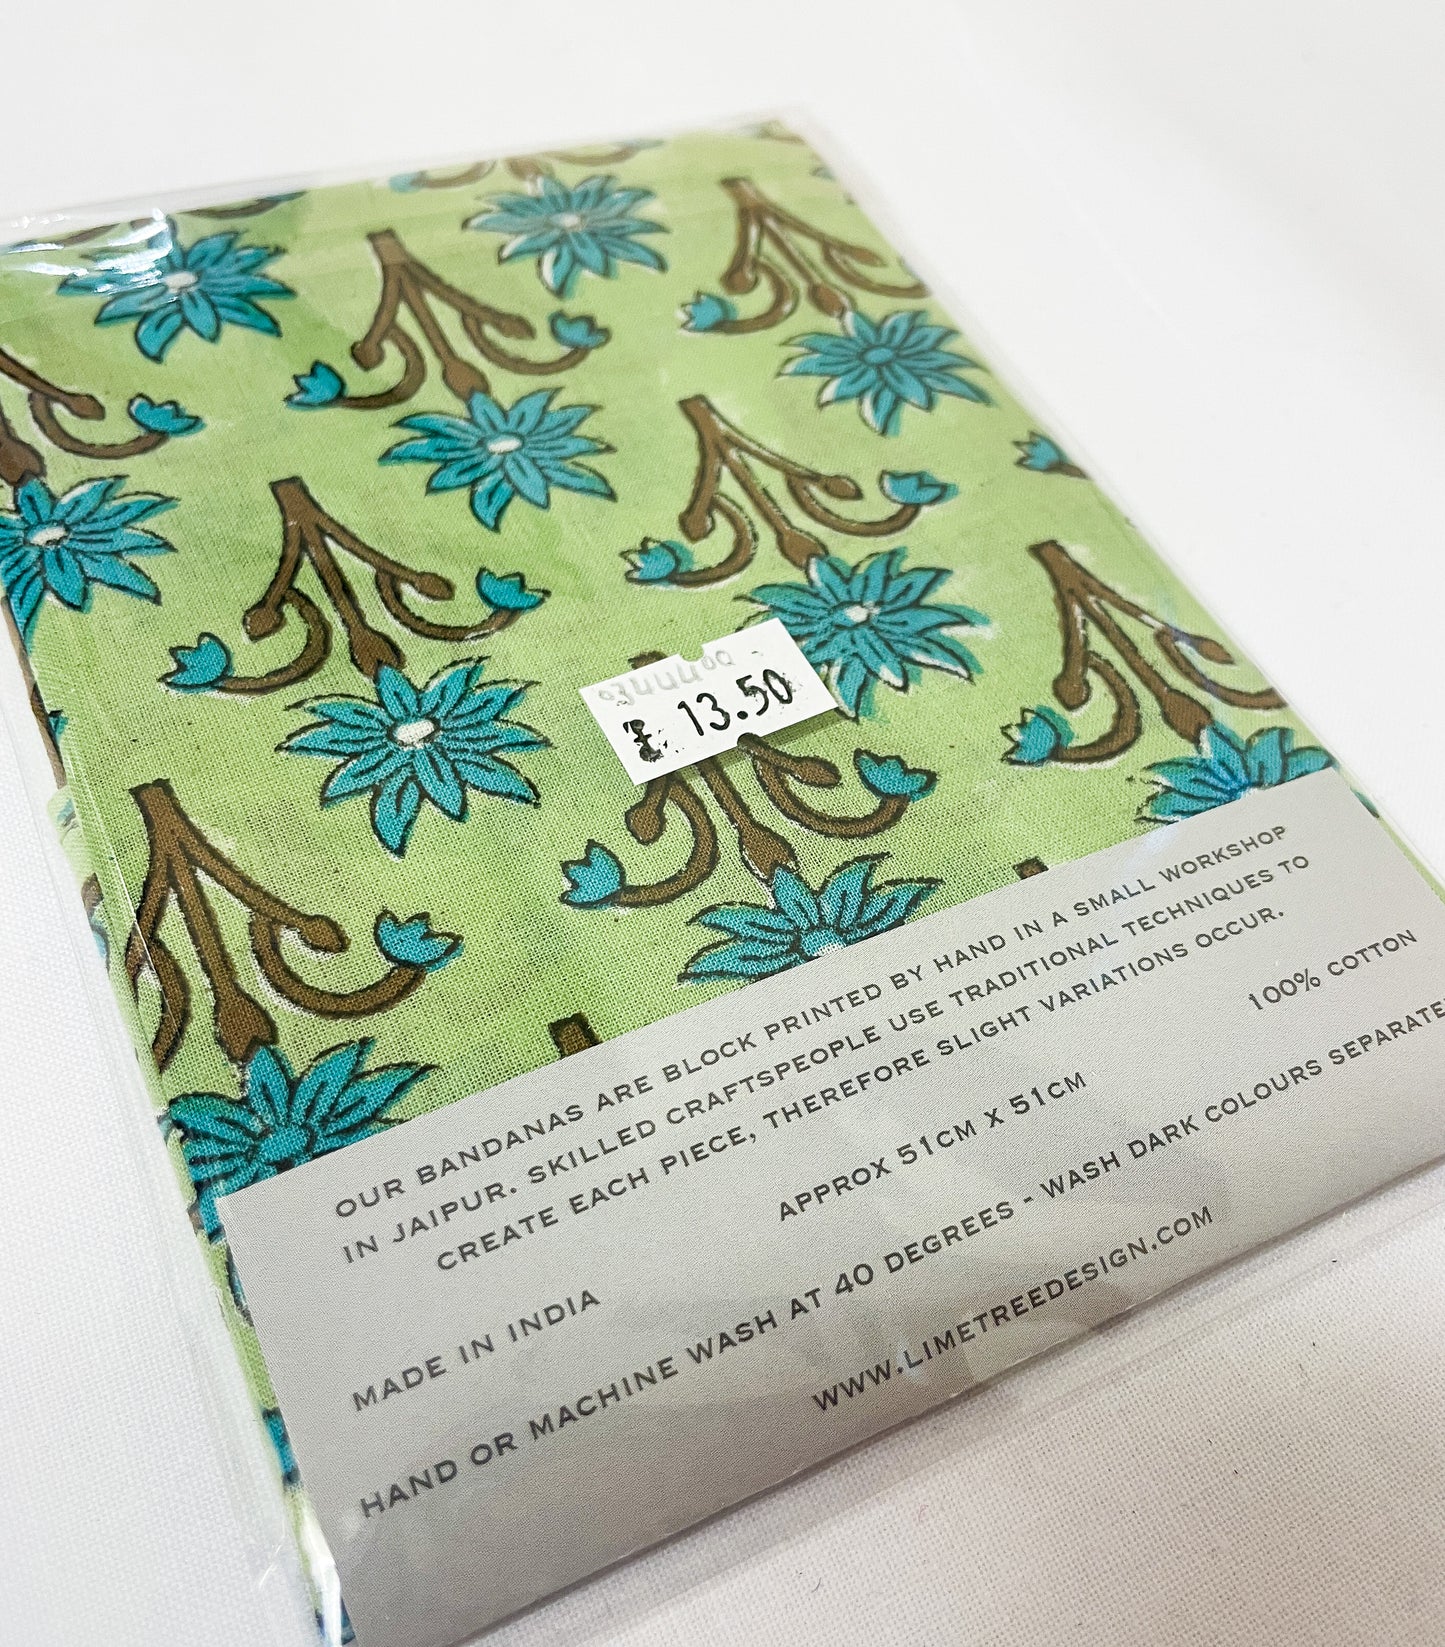 £ 13.50
OUR BANDANAS ARE BLOCK PRINTED BY HAND IN A SMALL WORKSHOP
IN JAIPUR. SKILLED CRAFTSPEOPLE USE TRADITIONAL TECHNIQUES TO
CREATE EACH PIECE, THEREFORE SLIGHT VARIATIONS OCCUR.
MADE IN INDIA APPROX 51CM X 51CM 100% COTTON
HAND OR MACHINE WASH AT 40 DEGREES - WASH DARK COLOURS SEPARATE
WWW.LIMETREEDESIGN.COM